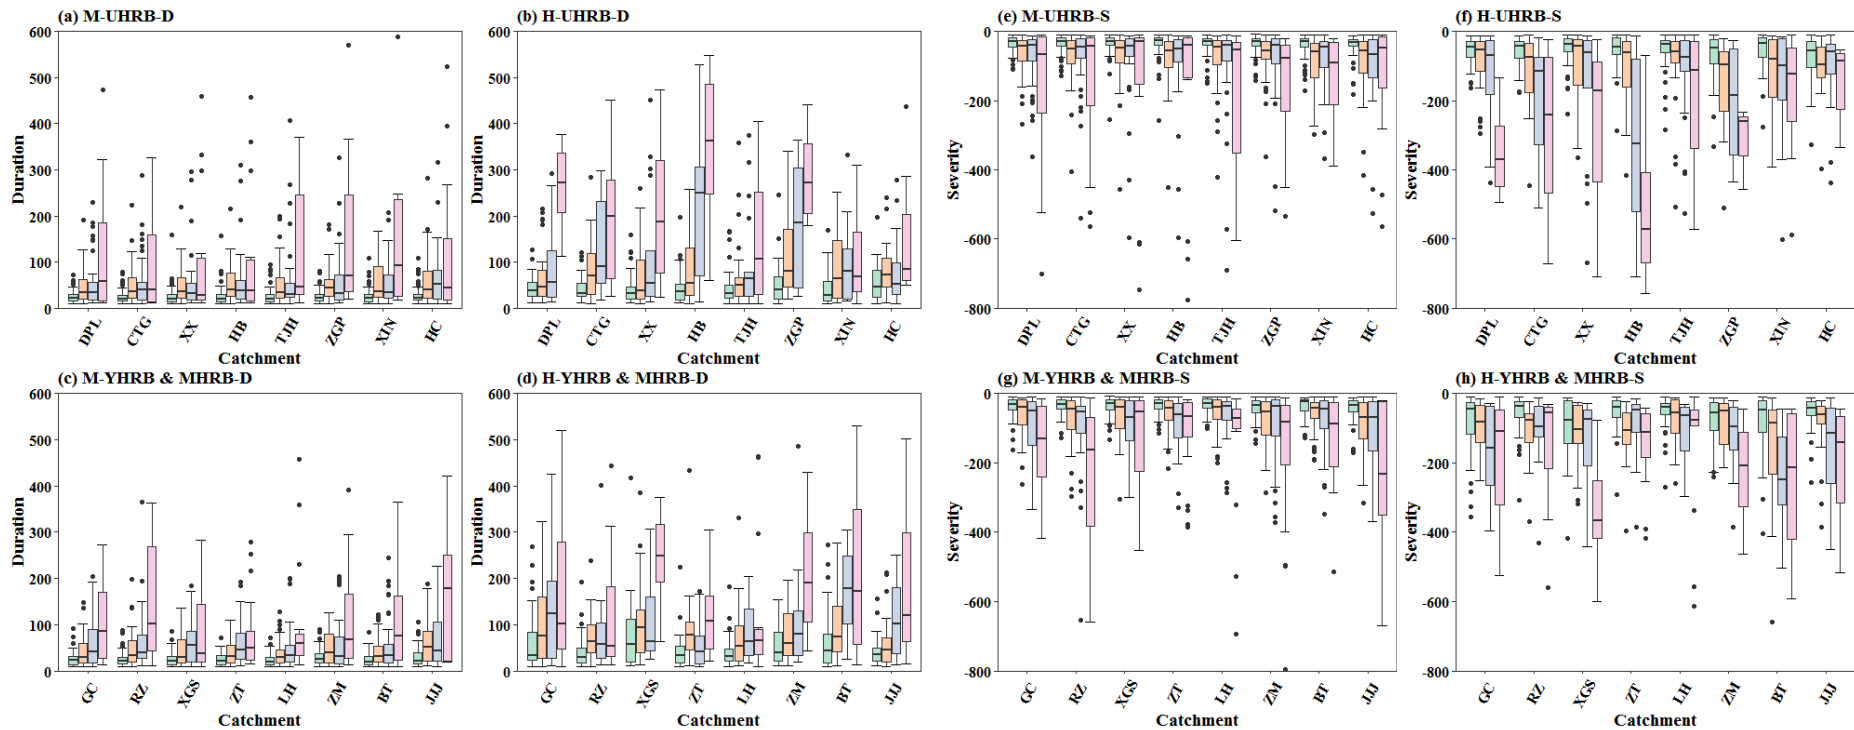 (a) M-UHRB-D
600
500
400
300
200
100
0
Duration
DPL CTG XX HB TJH ZGP XIN HC
Catchment
(b) H-UHRB-D
600
500
400
300
200
100
0
Duration
DPL CTG XX HB TJH ZGP XIN HC
Catchment
(e) M-UHRB-S
0
-200
-400
-600
-800
Severity
DPL CTG XX HB TJH ZGP XIN HC
Catchment
(f) H-UHRB-S
0
-200
-400
-600
-800
Severity
DPL CTG XX HB TJH ZGP XIN HC
Catchment
(c) M-YHRB & MHRB-D
600
500
400
300
200
100
0
Duration
GC RZ XGS ZT LH ZM BT JJJ
Catchment
(d) H-YHRB & MHRB-D
600
500
400
300
200
100
0
Duration
GC RZ XGS ZT LH ZM BT JJJ
Catchment
(g) M-YHRB & MHRB-S
0
-200
-400
-600
-800
Severity
GC RZ XGS ZT LH ZM BT JJJ
Catchment
(h) H-YHRB & MHRB-S
0
-200
-400
-600
-800
Severity
GC RZ XGS ZT LH ZM BT JJJ
Catchment